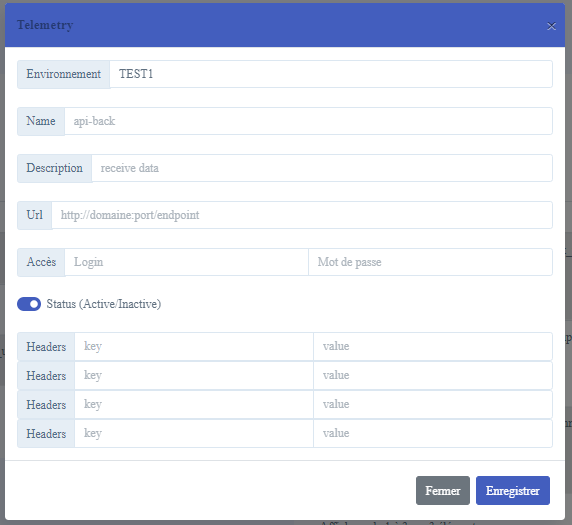 Telemetry
×
Environnement TEST1
Name api-back
Description receive data
Url http://domaine:port/endpoint
Accès Login Mot de passe
Status (Active/Inactive)
Headers key value
Headers key value
Headers key value
Headers key value
Fermer Enregistrer